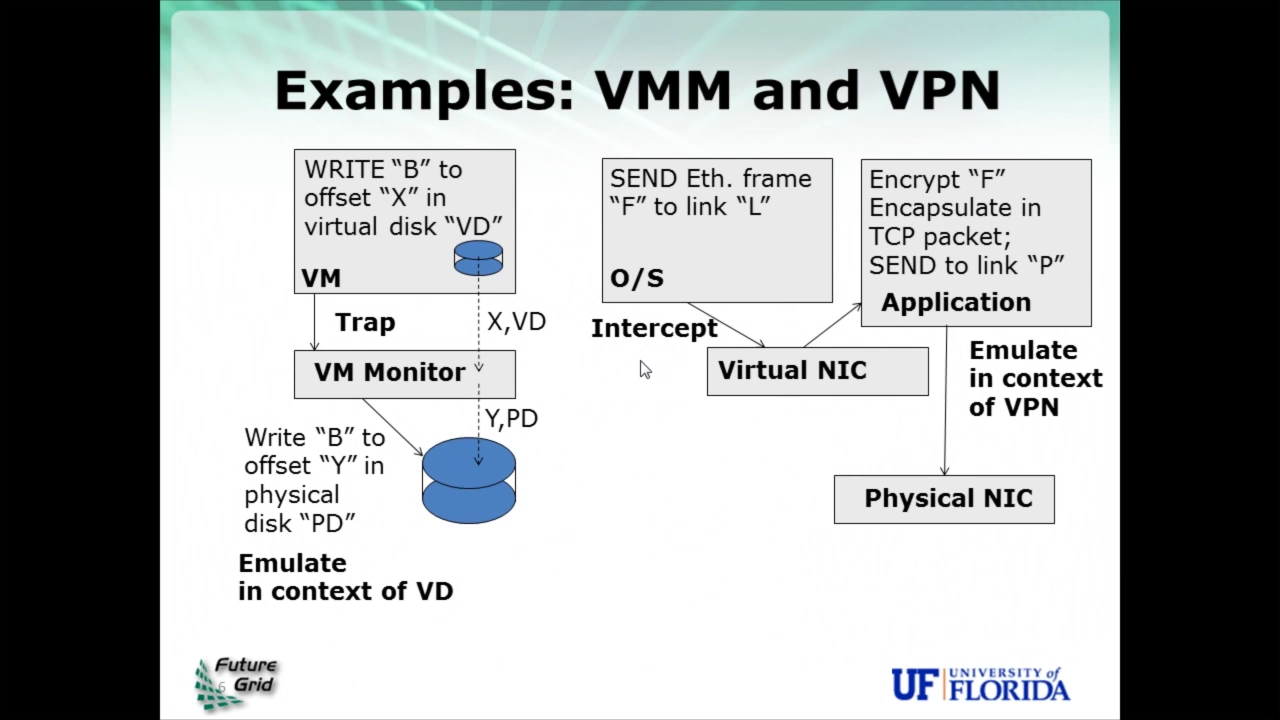 Examples: VMM and VPN
WRITE “B” to
offset “X” in
virtual disk “VD”
VM
Trap
X,VD
VM Monitor
Y,PD
Write “B” to
offset “Y” in
physical
disk “PD”
Emulate
in context of VD
SEND Eth. frame
“F” to link “L”
O/S
Intercept
Virtual NIC
Encrypt “F”
Encapsulate in
TCP packet;
SEND to link “P”
Application
Emulate
in context
of VPN
Physical NIC
Future
Grid
6
UF UNIVERSITY of
FLORIDA